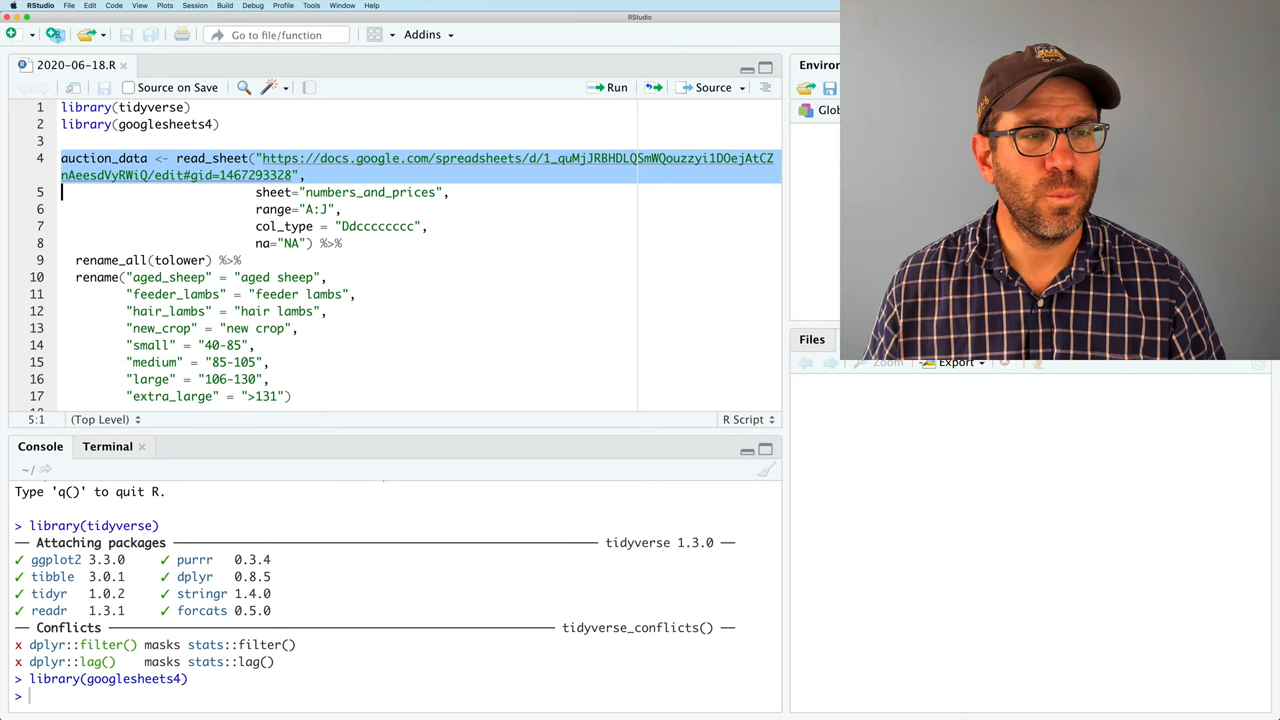 RStudio File Edit Code View Plots Session Build Debug Profile Tools Window Help
RStudio
Go to file/function Addins
2020-06-18.R
Source on Save Run Source
1 library(tidyverse)
2 library(googlesheets4)
3
4 auction_data <- read_sheet("https://docs.google.com/spreadsheets/d/1_quMjJRBHDLQSmWQouzzyi1DOejAtCZ
nAeesdVyRWiQ/edit#gid=1467293328",
5 sheet="numbers_and_prices",
6 range="A:J",
7 col_type = "Ddcccccccc",
8 na="NA") %>%
9 rename_all(tolower) %>%
10 rename("aged_sheep" = "aged sheep",
11 "feeder_lambs" = "feeder lambs",
12 "hair_lambs" = "hair lambs",
13 "new_crop" = "new crop",
14 "small" = "40-85",
15 "medium" = "85-105",
16 "large" = "106-130",
17 "extra_large" = ">131")
5:1 (Top Level) R Script
Console Terminal
~/
Type 'q()' to quit R.
> library(tidyverse)
── Attaching packages ── tidyverse 1.3.0 ──
✓ ggplot2 3.3.0 ✓ purrr 0.3.4
✓ tibble 3.0.1 ✓ dplyr 0.8.5
✓ tidyr 1.0.2 ✓ stringr 1.4.0
✓ readr 1.3.1 ✓ forcats 0.5.0
── Conflicts ── tidyverse_conflicts() ──
x dplyr::filter() masks stats::filter()
x dplyr::lag() masks stats::lag()
> library(googlesheets4)
>
Environ
Glob
Files
Zoom Export